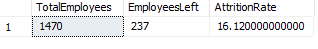 TotalEmployees EmployeesLeft AttritionRate
1 1470 237 16.120000000000